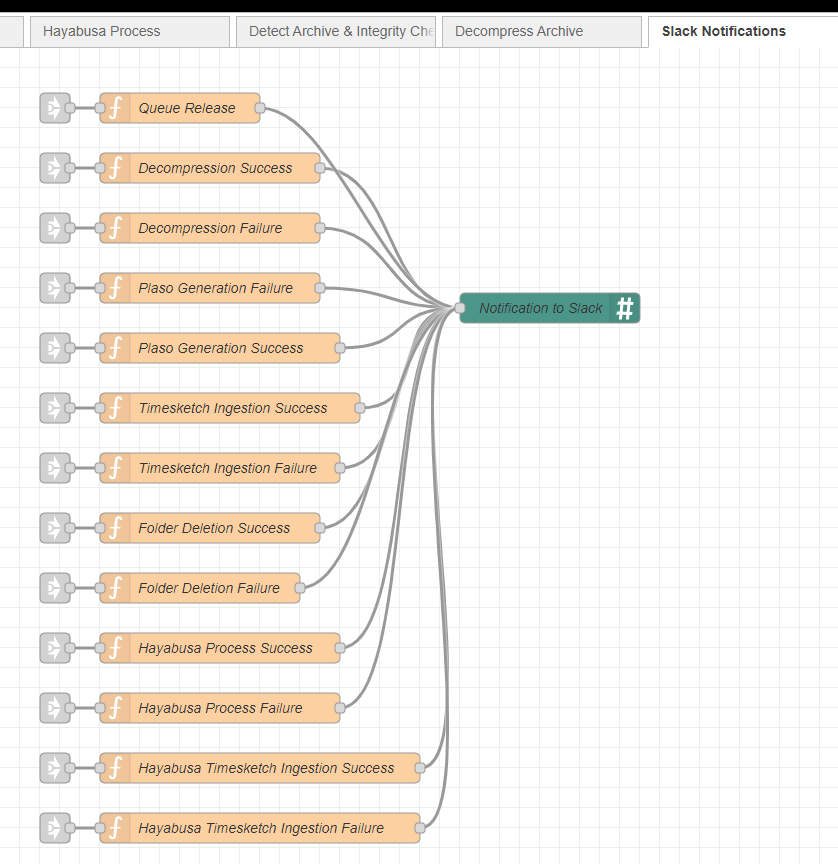 Hayabusa Process
Detect Archive & Integrity Che
Decompress Archive
Slack Notifications
Queue Release
Decompression Success
Decompression Failure
Plaso Generation Failure
Notification to Slack #
Plaso Generation Success
Timesketch Ingestion Success
Timesketch Ingestion Failure
Folder Deletion Success
Folder Deletion Failure
Hayabusa Process Success
Hayabusa Process Failure
Hayabusa Timesketch Ingestion Success
Hayabusa Timesketch Ingestion Failure